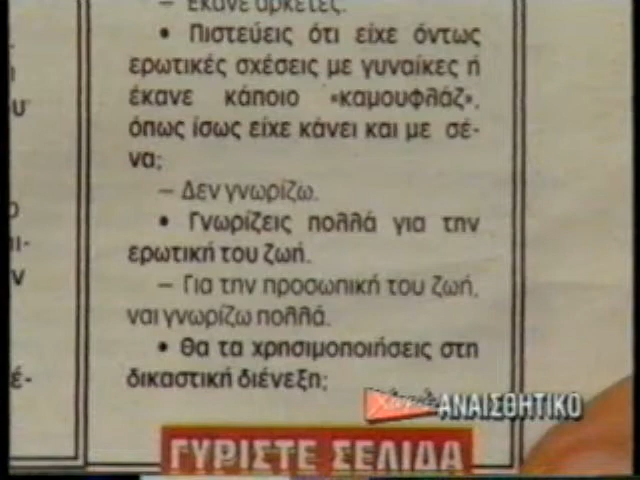 – Έκανε αρκετές.
• Πιστεύεις ότι είχε όντως
ερωτικές σχέσεις με γυναίκες ή
έκανε κάποιο «καμουφλάζ»,
όπως ίσως είχε κάνει και με σέ-
να;
– Δεν γνωρίζω.
• Γνωρίζεις πολλά για την
ερωτική του ζωή.
– Για την προσωπική του ζωή,
ναι γνωρίζω πολλά.
• Θα τα χρησιμοποιήσεις στη
δικαστική διένεξη;
ΑΝΑΙΣΘΗΤΙΚΟ
ΓΥΡΙΣΤΕ ΣΕΛΙΔΑ